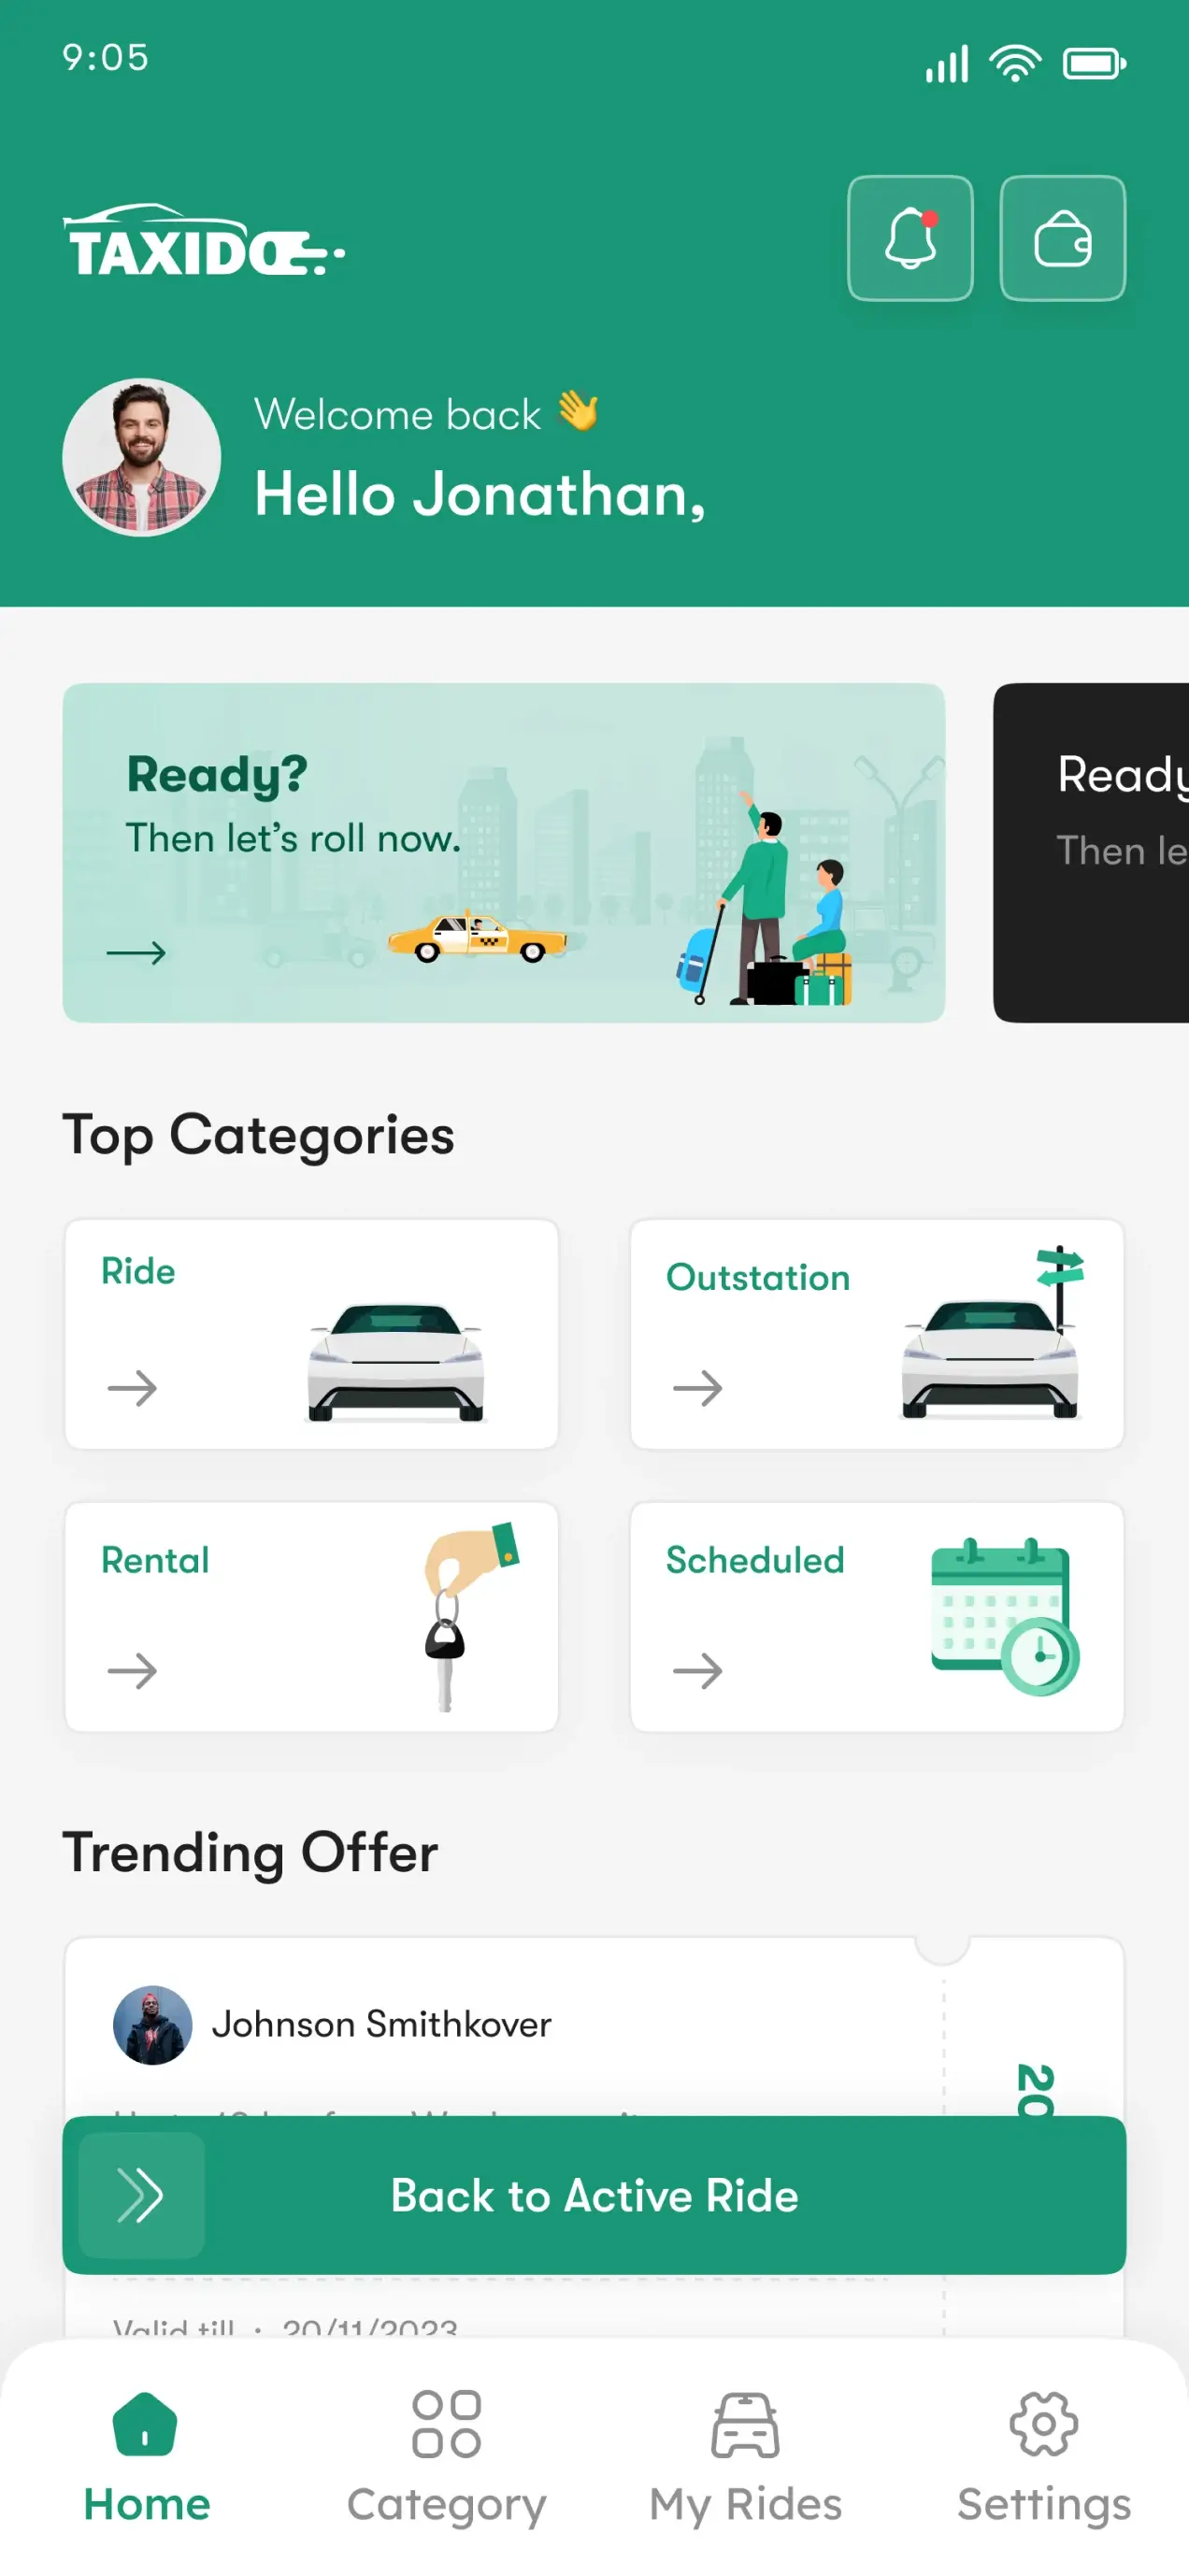 9:05
TAXIDO
Welcome back 👋
Hello Jonathan,
Ready?
Then let's roll now.
Ready
Then le
Top Categories
Ride
Outstation
Rental
Scheduled
Trending Offer
Johnson Smithkover
20
Back to Active Ride
Valid till : 20/11/2023
Home
Category
My Rides
Settings